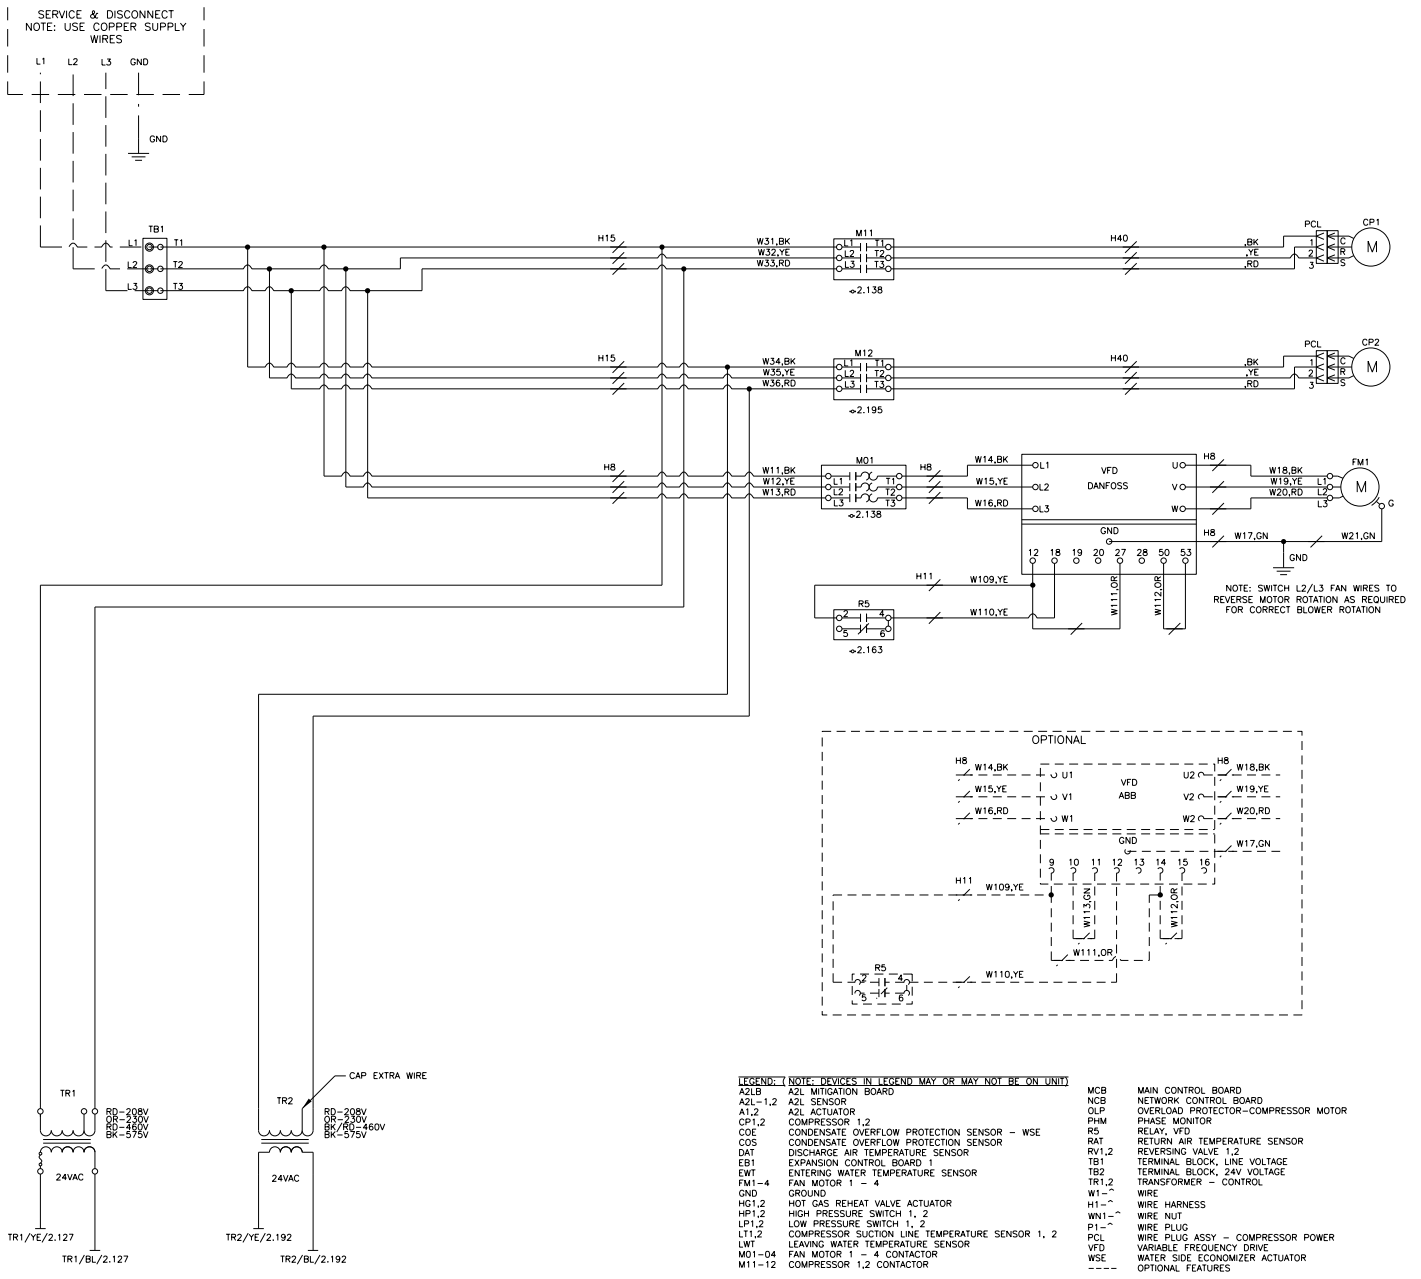 SERVICE & DISCONNECT
NOTE: USE COPPER SUPPLY
WIRES
L1 L2 L3 GND
GND
TB1
L1 T1
L2 T2
L3 T3
H15
W31,BK
W32,YE
W33,RD
M11
L1 T1
L2 T2
L3 T3
⌖2.138
H40
,BK
,YE
,RD
PCL
1
2
3
C
R
S
CP1
M
H15
W34,BK
W35,YE
W36,RD
M12
L1 T1
L2 T2
L3 T3
⌖2.195
H40
,BK
,YE
,RD
PCL
1
2
3
C
R
S
CP2
M
H8
W11,BK
W12,YE
W13,RD
M01
L1 T1
L2 T2
L3 T3
⌖2.138
H8
W14,BK
W15,YE
W16,RD
L1
L2
L3
VFD
DANFOSS
U
V
W
H8
W18,BK
W19,YE
W20,RD
L1
L2
L3
FM1
M
G
GND
H8
W17,GN
W21,GN
GND
12 18 19 20 27 28 50 53
H11
W109,YE
W111,OR
W112,OR
R5
2 4
5 6
W110,YE
⌖2.163
NOTE: SWITCH L2/L3 FAN WIRES TO
REVERSE MOTOR ROTATION AS REQUIRED
FOR CORRECT BLOWER ROTATION
OPTIONAL
H8
W14,BK
W15,YE
W16,RD
U1
V1
W1
VFD
ABB
U2
V2
W2
H8
W18,BK
W19,YE
W20,RD
GND
W17,GN
9 10 11 12 13 14 15 16
H11
W109,YE
W113,GN
W112,OR
W111,OR
R5
2 4
5 6
W110,YE
CAP EXTRA WIRE
TR1
RD-208V
OR-230V
RD-460V
BK-575V
24VAC
TR1/YE/2.127
TR1/BL/2.127
TR2
RD-208V
OR-230V
BK/RD-460V
BK-575V
24VAC
TR2/YE/2.192
TR2/BL/2.192
LEGEND: ( NOTE: DEVICES IN LEGEND MAY OR MAY NOT BE ON UNIT)
A2LB A2L MITIGATION BOARD
A2L-1,2 A2L SENSOR
A1,2 A2L ACTUATOR
CP1,2 COMPRESSOR 1,2
COE CONDENSATE OVERFLOW PROTECTION SENSOR - WSE
COS CONDENSATE OVERFLOW PROTECTION SENSOR
DAT DISCHARGE AIR TEMPERATURE SENSOR
EB1 EXPANSION CONTROL BOARD 1
EWT ENTERING WATER TEMPERATURE SENSOR
FM1-4 FAN MOTOR 1 - 4
GND GROUND
HG1,2 HOT GAS REHEAT VALVE ACTUATOR
HP1,2 HIGH PRESSURE SWITCH 1, 2
LP1,2 LOW PRESSURE SWITCH 1, 2
LT1,2 COMPRESSOR SUCTION LINE TEMPERATURE SENSOR 1, 2
LWT LEAVING WATER TEMPERATURE SENSOR
M01-04 FAN MOTOR 1 - 4 CONTACTOR
M11-12 COMPRESSOR 1,2 CONTACTOR
MCB MAIN CONTROL BOARD
NCB NETWORK CONTROL BOARD
OLP OVERLOAD PROTECTOR-COMPRESSOR MOTOR
PHM PHASE MONITOR
R5 RELAY, VFD
RAT RETURN AIR TEMPERATURE SENSOR
RV1,2 REVERSING VALVE 1,2
TB1 TERMINAL BLOCK, LINE VOLTAGE
TB2 TERMINAL BLOCK, 24V VOLTAGE
TR1,2 TRANSFORMER - CONTROL
W1-^ WIRE
H1-^ WIRE HARNESS
WN1-^ WIRE NUT
P1-^ WIRE PLUG
PCL WIRE PLUG ASSY - COMPRESSOR POWER
VFD VARIABLE FREQUENCY DRIVE
WSE WATER SIDE ECONOMIZER ACTUATOR
---- OPTIONAL FEATURES